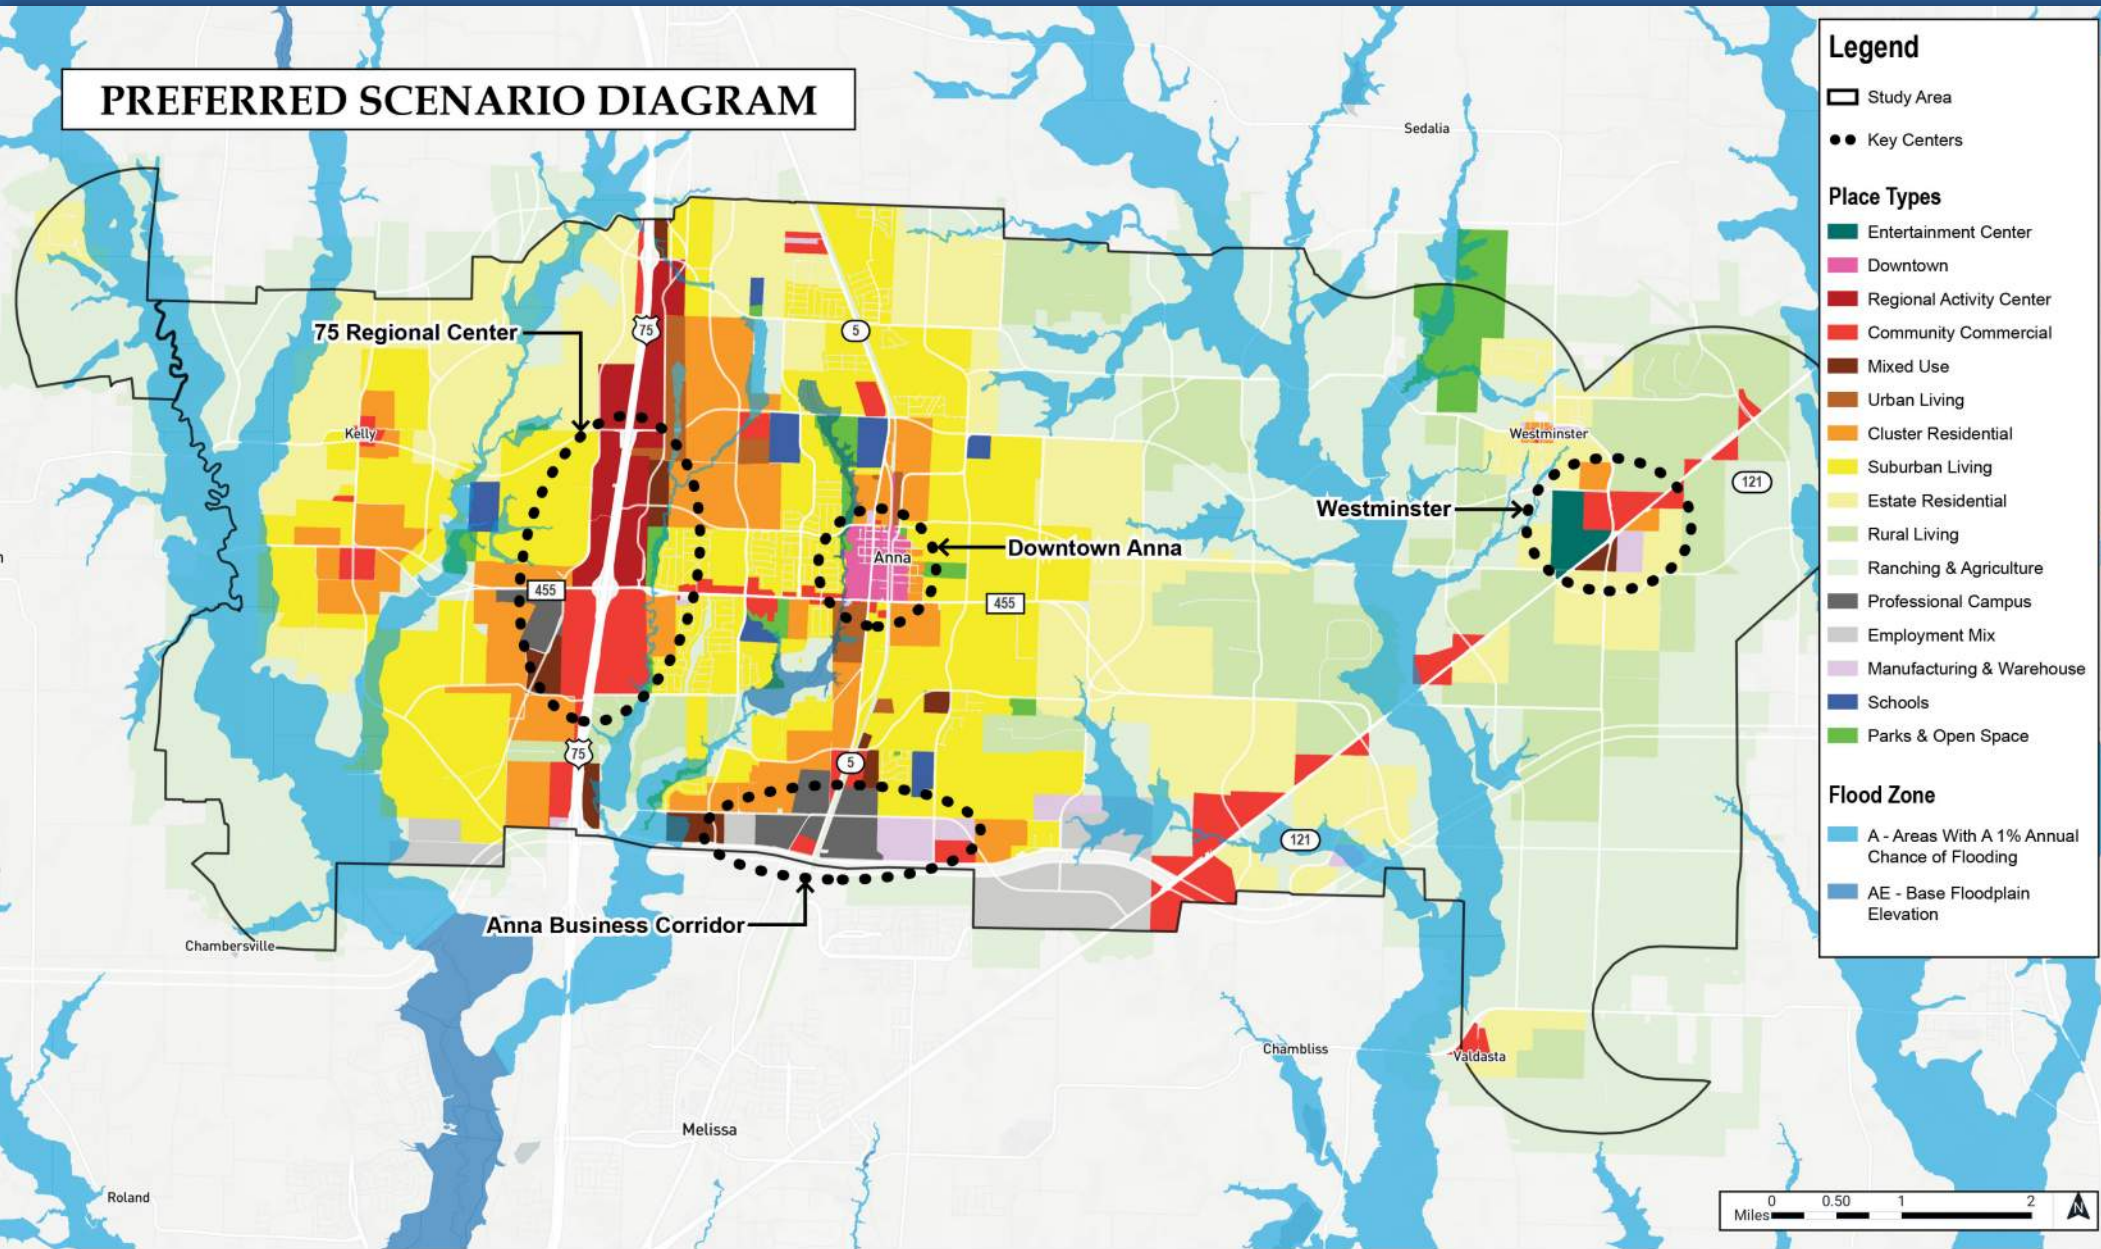 PREFERRED SCENARIO DIAGRAM
Sedalia
75 Regional Center
75
5
Kelly
Westminster
121
Westminster
Downtown Anna
Anna
455
455
75
5
121
Anna Business Corridor
Chambersville
Chambliss
Valdasta
Melissa
Roland
Legend
Study Area
Key Centers
Place Types
Entertainment Center
Downtown
Regional Activity Center
Community Commercial
Mixed Use
Urban Living
Cluster Residential
Suburban Living
Estate Residential
Rural Living
Ranching & Agriculture
Professional Campus
Employment Mix
Manufacturing & Warehouse
Schools
Parks & Open Space
Flood Zone
A - Areas With A 1% Annual
Chance of Flooding
AE - Base Floodplain
Elevation
0 0.50 1 2
Miles
N